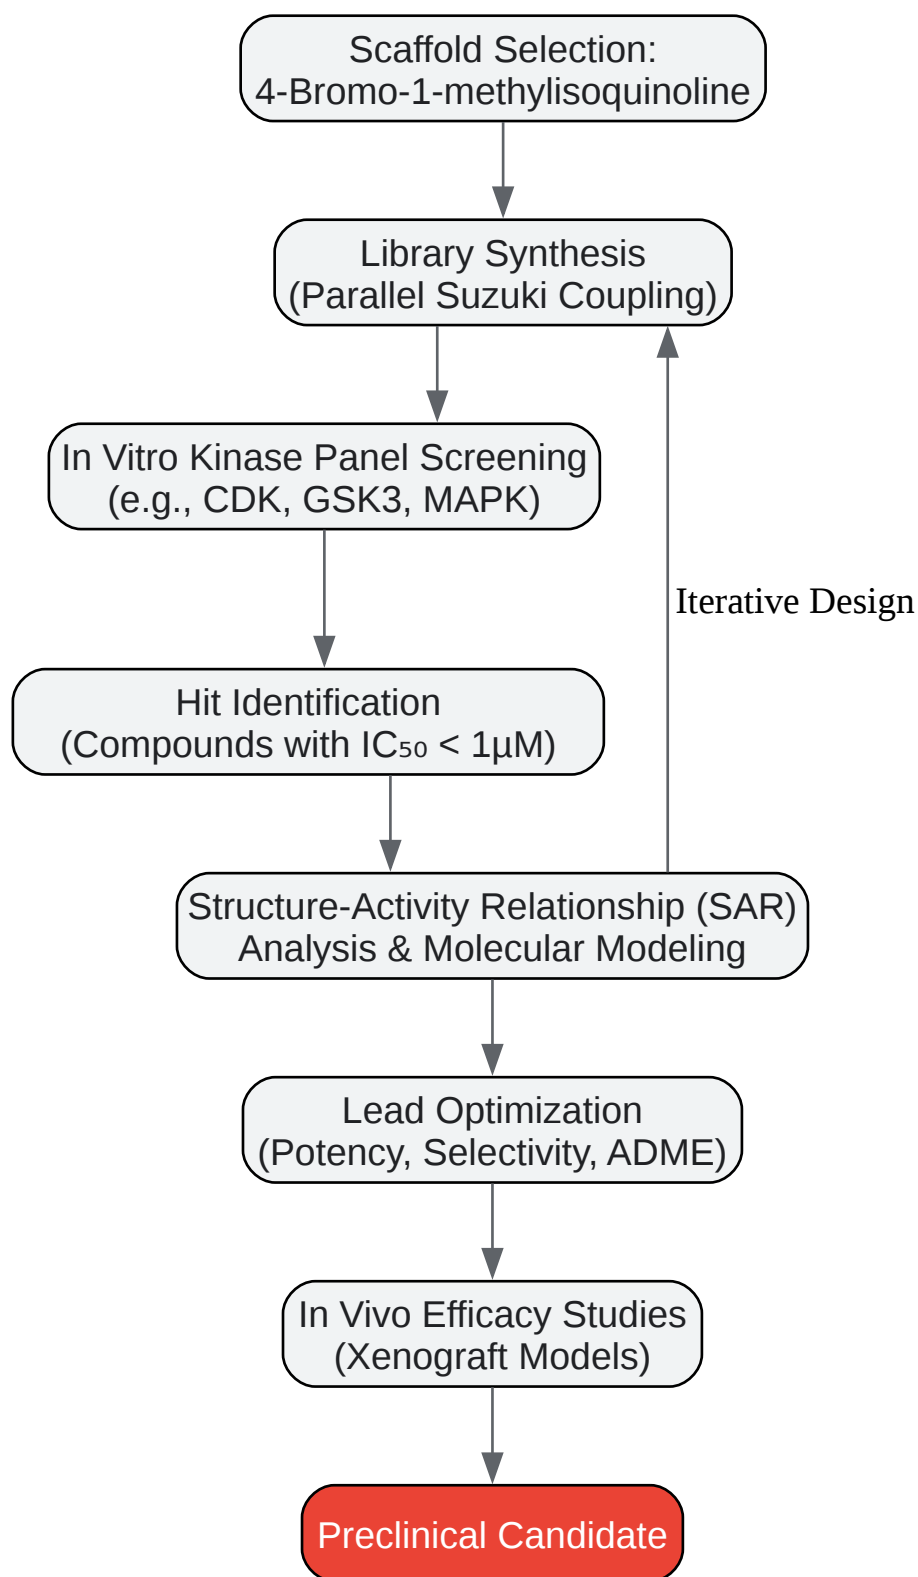 Scaffold Selection:
4-Bromo-1-methylisoquinoline
Library Synthesis
(Parallel Suzuki Coupling)
In Vitro Kinase Panel Screening
(e.g., CDK, GSK3, MAPK)
Iterative Design
Hit Identification
(Compounds with IC₅₀ < 1µM)
Structure-Activity Relationship (SAR)
Analysis & Molecular Modeling
Lead Optimization
(Potency, Selectivity, ADME)
In Vivo Efficacy Studies
(Xenograft Models)
Preclinical Candidate